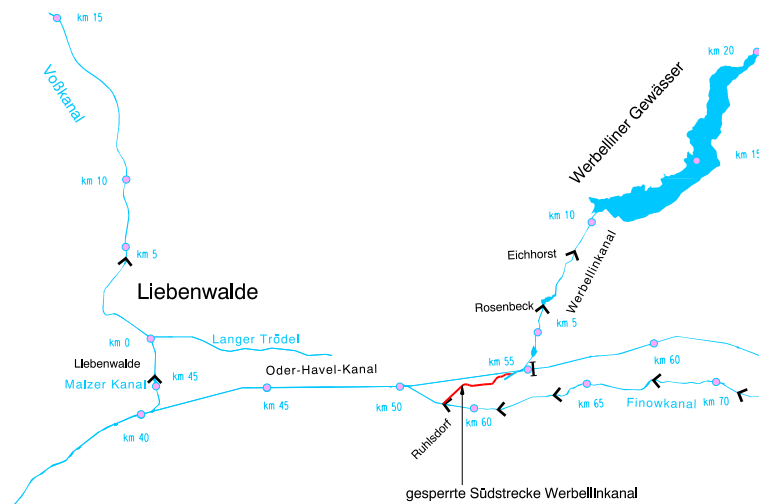 km 15
Voßkanal
km 20
Werbelliner Gewässer
km 15
km 10
km 10
Eichhorst
Werbellinkanal
km 5
Liebenwalde
Rosenbeck
km 5
km 0
Langer Trödel
LIebenwalde
Malzer Kanal
km 45
Oder-Havel-Kanal
km 55
km 60
km 45
km 50
km 40
Ruhlsdorf
km 60
km 65
Finowkanal
km 70
gesperrte Südstrecke WerbellInkanal